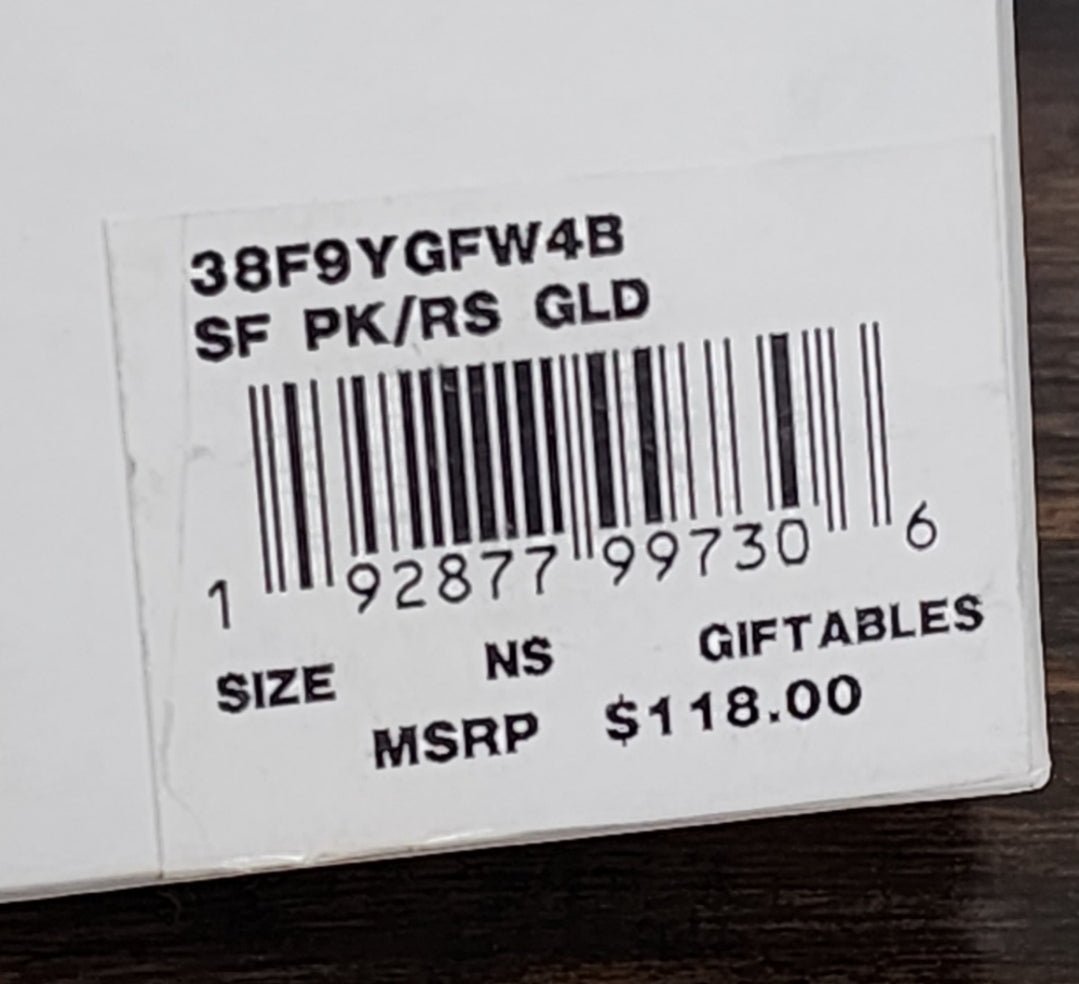 38F9YGFW4B
SF PK/RS GLD
1 92877 99730 6
SIZE NS GIFTABLES
MSRP $118.00